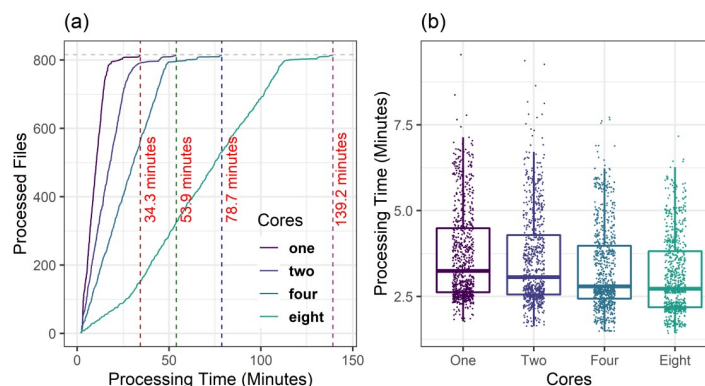 (a)
800
600
400
200
0
Processed Files
34.3 minutes
53.9 minutes
78.7 minutes
139.2 minutes
Cores
one
two
four
eight
0 50 100 150
Processing Time (Minutes)
(b)
7.5
5.0
2.5
Processing Time (Minutes)
One Two Four Eight
Cores